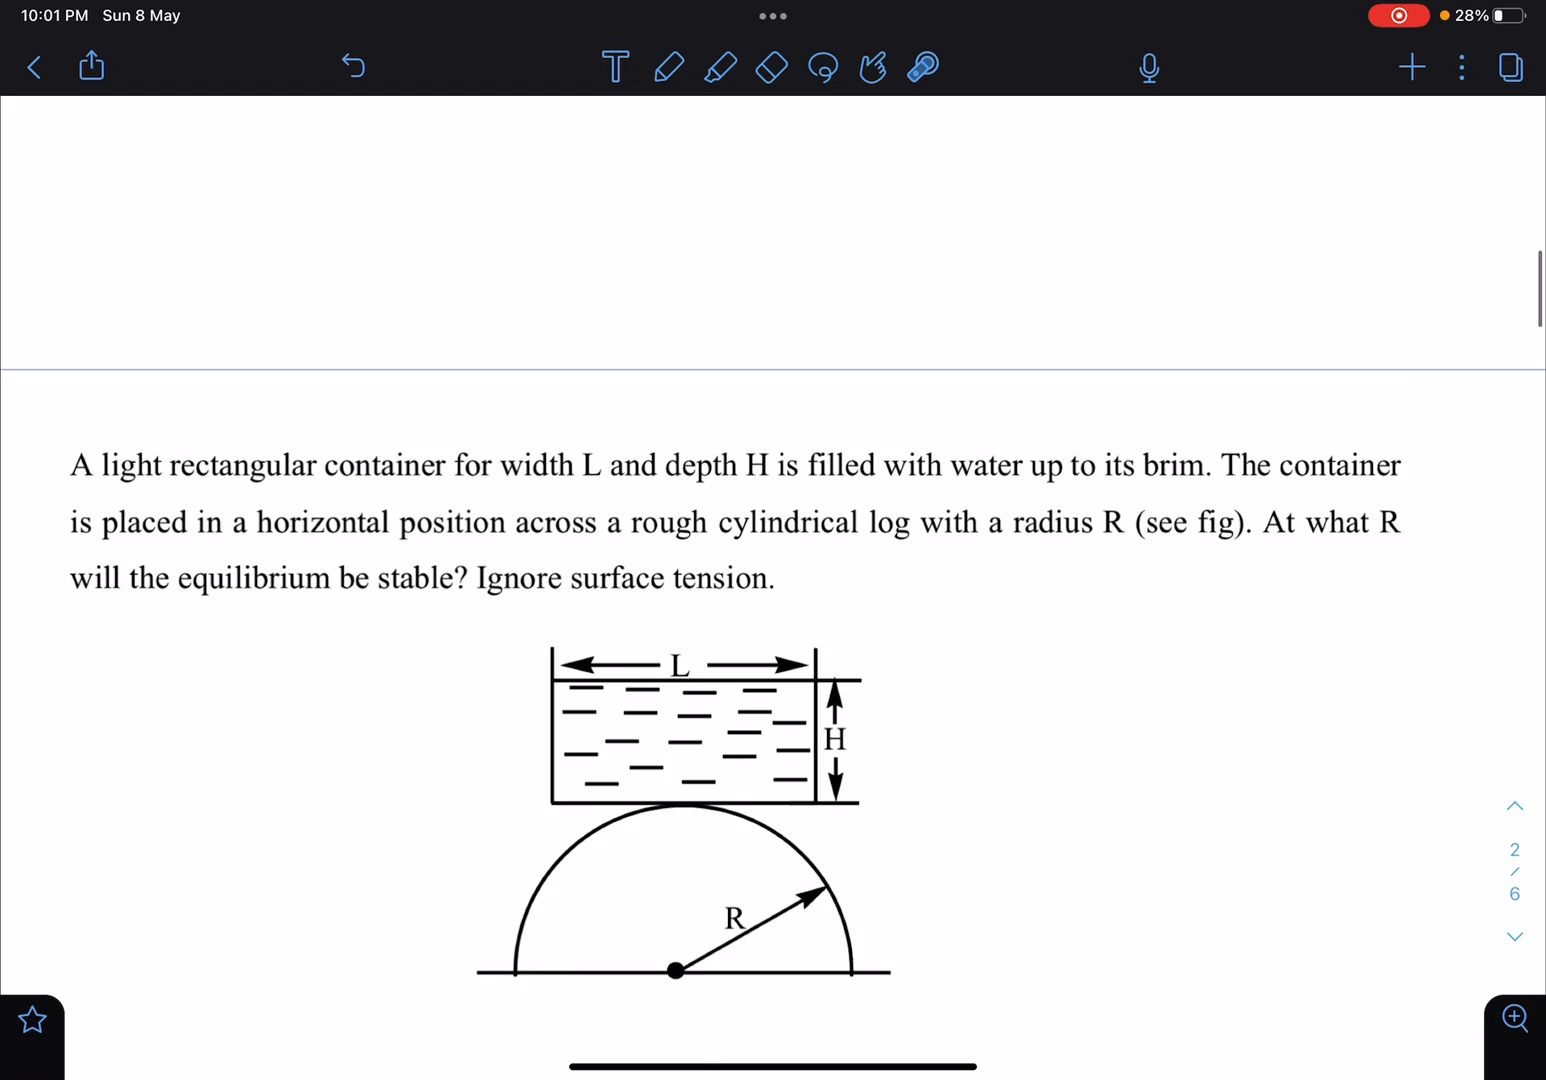 10:01 PM Sun 8 May
28%
A light rectangular container for width L and depth H is filled with water up to its brim. The container
is placed in a horizontal position across a rough cylindrical log with a radius R (see fig). At what R
will the equilibrium be stable? Ignore surface tension.
L
H
R
2
/
6